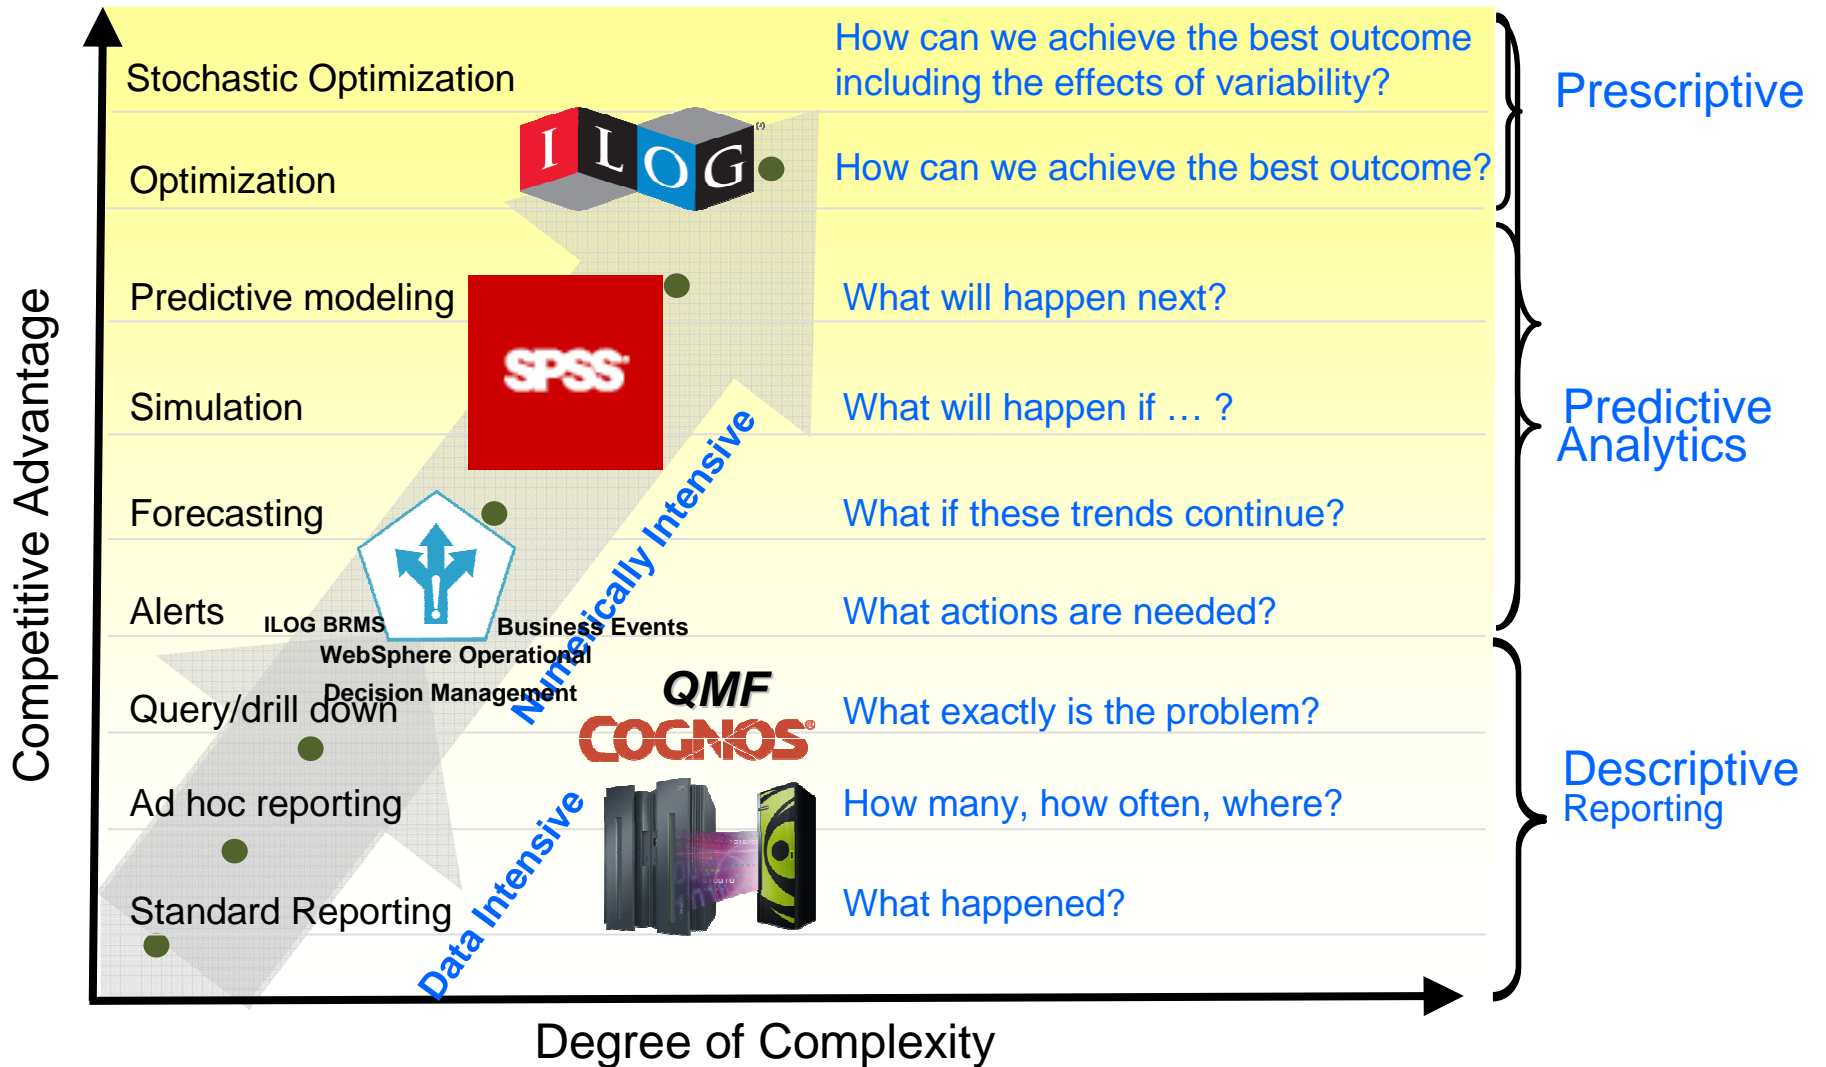 How can we achieve the best outcome
including the effects of variability?
Stochastic Optimization
Prescriptive
ILOG
Optimization
How can we achieve the best outcome?
Predictive modeling
What will happen next?
SPSS
Simulation
What will happen if … ?
Predictive
Analytics
Numerically Intensive
Forecasting
What if these trends continue?
Alerts
What actions are needed?
ILOG BRMS
Business Events
WebSphere Operational
Decision Management
Query/drill down
QMF
COGNOS®
What exactly is the problem?
Descriptive
Reporting
Ad hoc reporting
How many, how often, where?
Data Intensive
Standard Reporting
What happened?
Competitive Advantage
Degree of Complexity